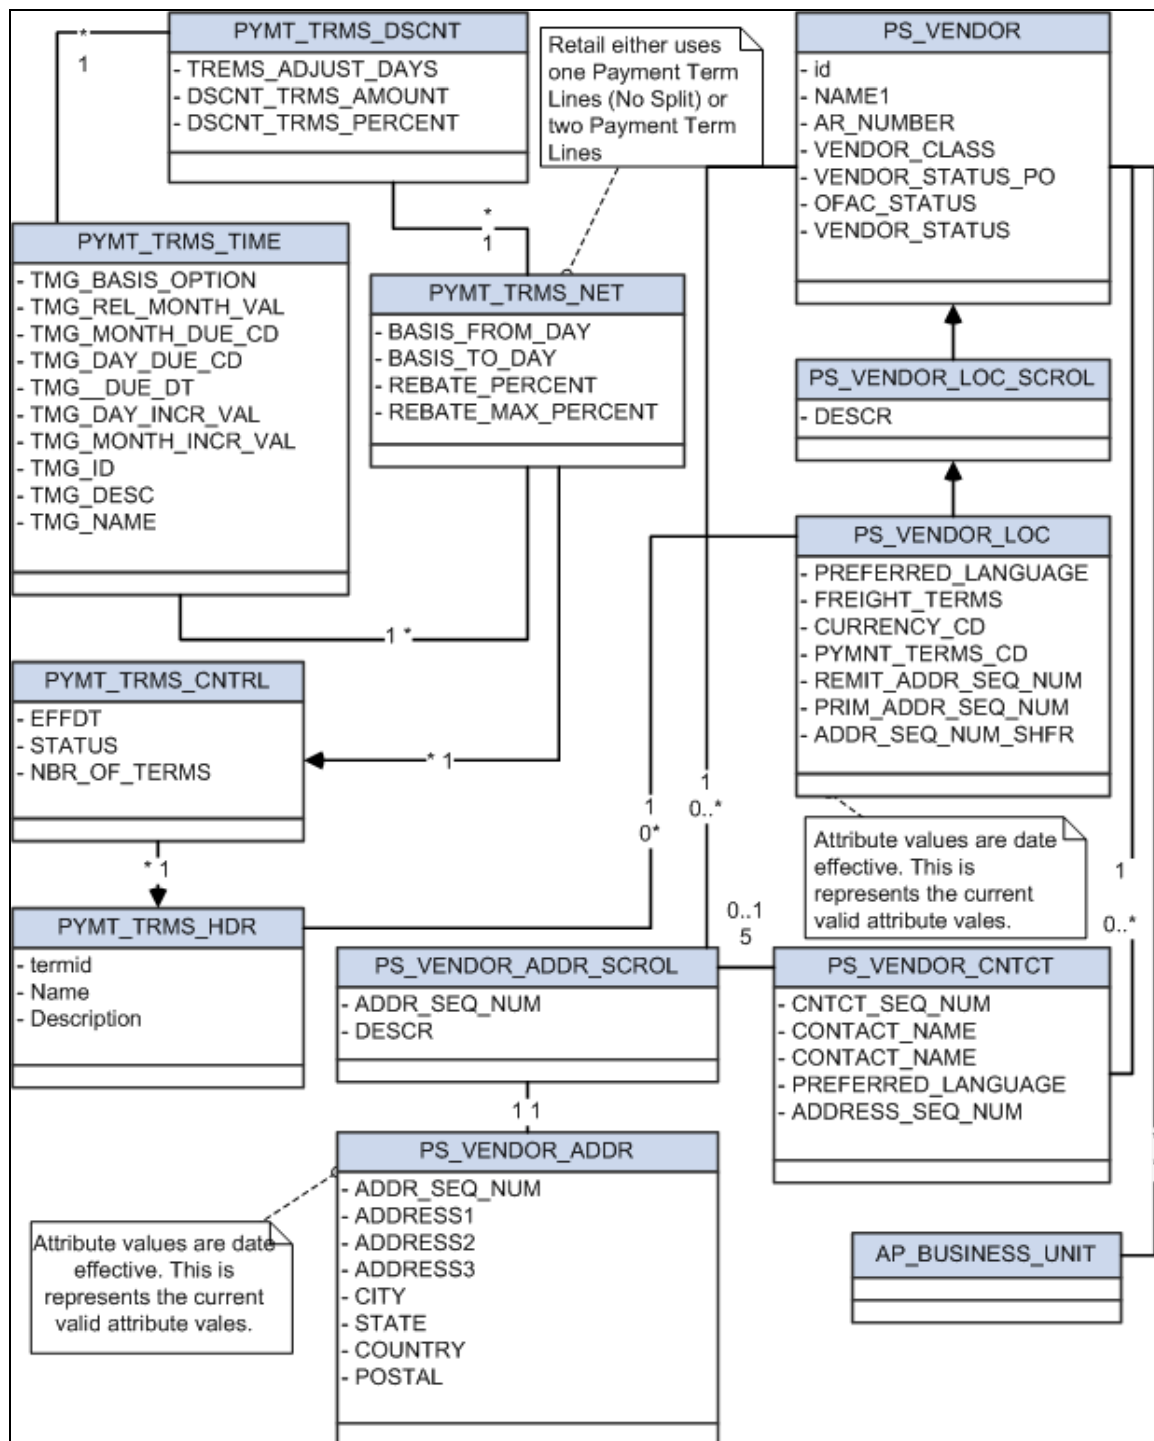 PYMT_TRMS_DSCNT
- TREMS_ADJUST_DAYS
- DSCNT_TRMS_AMOUNT
- DSCNT_TRMS_PERCENT
*
1
Retail either uses
one Payment Term
Lines (No Split) or
two Payment Term
Lines
PS_VENDOR
- id
- NAME1
- AR_NUMBER
- VENDOR_CLASS
- VENDOR_STATUS_PO
- OFAC_STATUS
- VENDOR_STATUS
*
1
PYMT_TRMS_TIME
- TMG_BASIS_OPTION
- TMG_REL_MONTH_VAL
- TMG_MONTH_DUE_CD
- TMG_DAY_DUE_CD
- TMG__DUE_DT
- TMG_DAY_INCR_VAL
- TMG_MONTH_INCR_VAL
- TMG_ID
- TMG_DESC
- TMG_NAME
PYMT_TRMS_NET
- BASIS_FROM_DAY
- BASIS_TO_DAY
- REBATE_PERCENT
- REBATE_MAX_PERCENT
PS_VENDOR_LOC_SCROL
- DESCR
PS_VENDOR_LOC
- PREFERRED_LANGUAGE
- FREIGHT_TERMS
- CURRENCY_CD
- PYMNT_TERMS_CD
- REMIT_ADDR_SEQ_NUM
- PRIM_ADDR_SEQ_NUM
- ADDR_SEQ_NUM_SHFR
1 *
PYMT_TRMS_CNTRL
- EFFDT
- STATUS
- NBR_OF_TERMS
* 1
1
0*
1
0..*
Attribute values are date
effective. This is
represents the current
valid attribute vales.
1
0..*
* 1
PYMT_TRMS_HDR
- termid
- Name
- Description
0..1
5
PS_VENDOR_ADDR_SCROL
- ADDR_SEQ_NUM
- DESCR
PS_VENDOR_CNTCT
- CNTCT_SEQ_NUM
- CONTACT_NAME
- CONTACT_NAME
- PREFERRED_LANGUAGE
- ADDRESS_SEQ_NUM
1 1
PS_VENDOR_ADDR
- ADDR_SEQ_NUM
- ADDRESS1
- ADDRESS2
- ADDRESS3
- CITY
- STATE
- COUNTRY
- POSTAL
Attribute values are date
effective. This is
represents the current
valid attribute vales.
AP_BUSINESS_UNIT